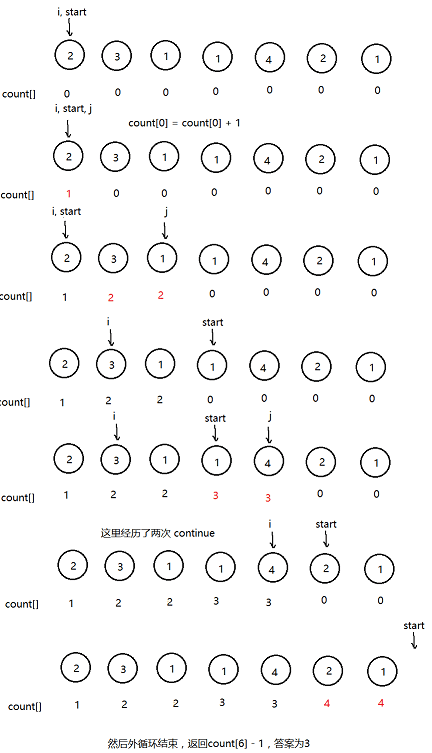 i, start
2 3 1 1 4 2 1
count[] 0 0 0 0 0 0 0
i, start, j
count[0] = count[0] + 1
2 3 1 1 4 2 1
count[] 1 0 0 0 0 0 0
i, start j
2 3 1 1 4 2 1
count[] 1 2 2 0 0 0 0
i start
2 3 1 1 4 2 1
count[] 1 2 2 0 0 0 0
i start j
2 3 1 1 4 2 1
count[] 1 2 2 3 3 0 0
这里经历了两次 continue i start
2 3 1 1 4 2 1
count[] 1 2 2 3 3 0 0
start
2 3 1 1 4 2 1
count[] 1 2 2 3 3 4 4
然后外循环结束，返回count[6] - 1，答案为3